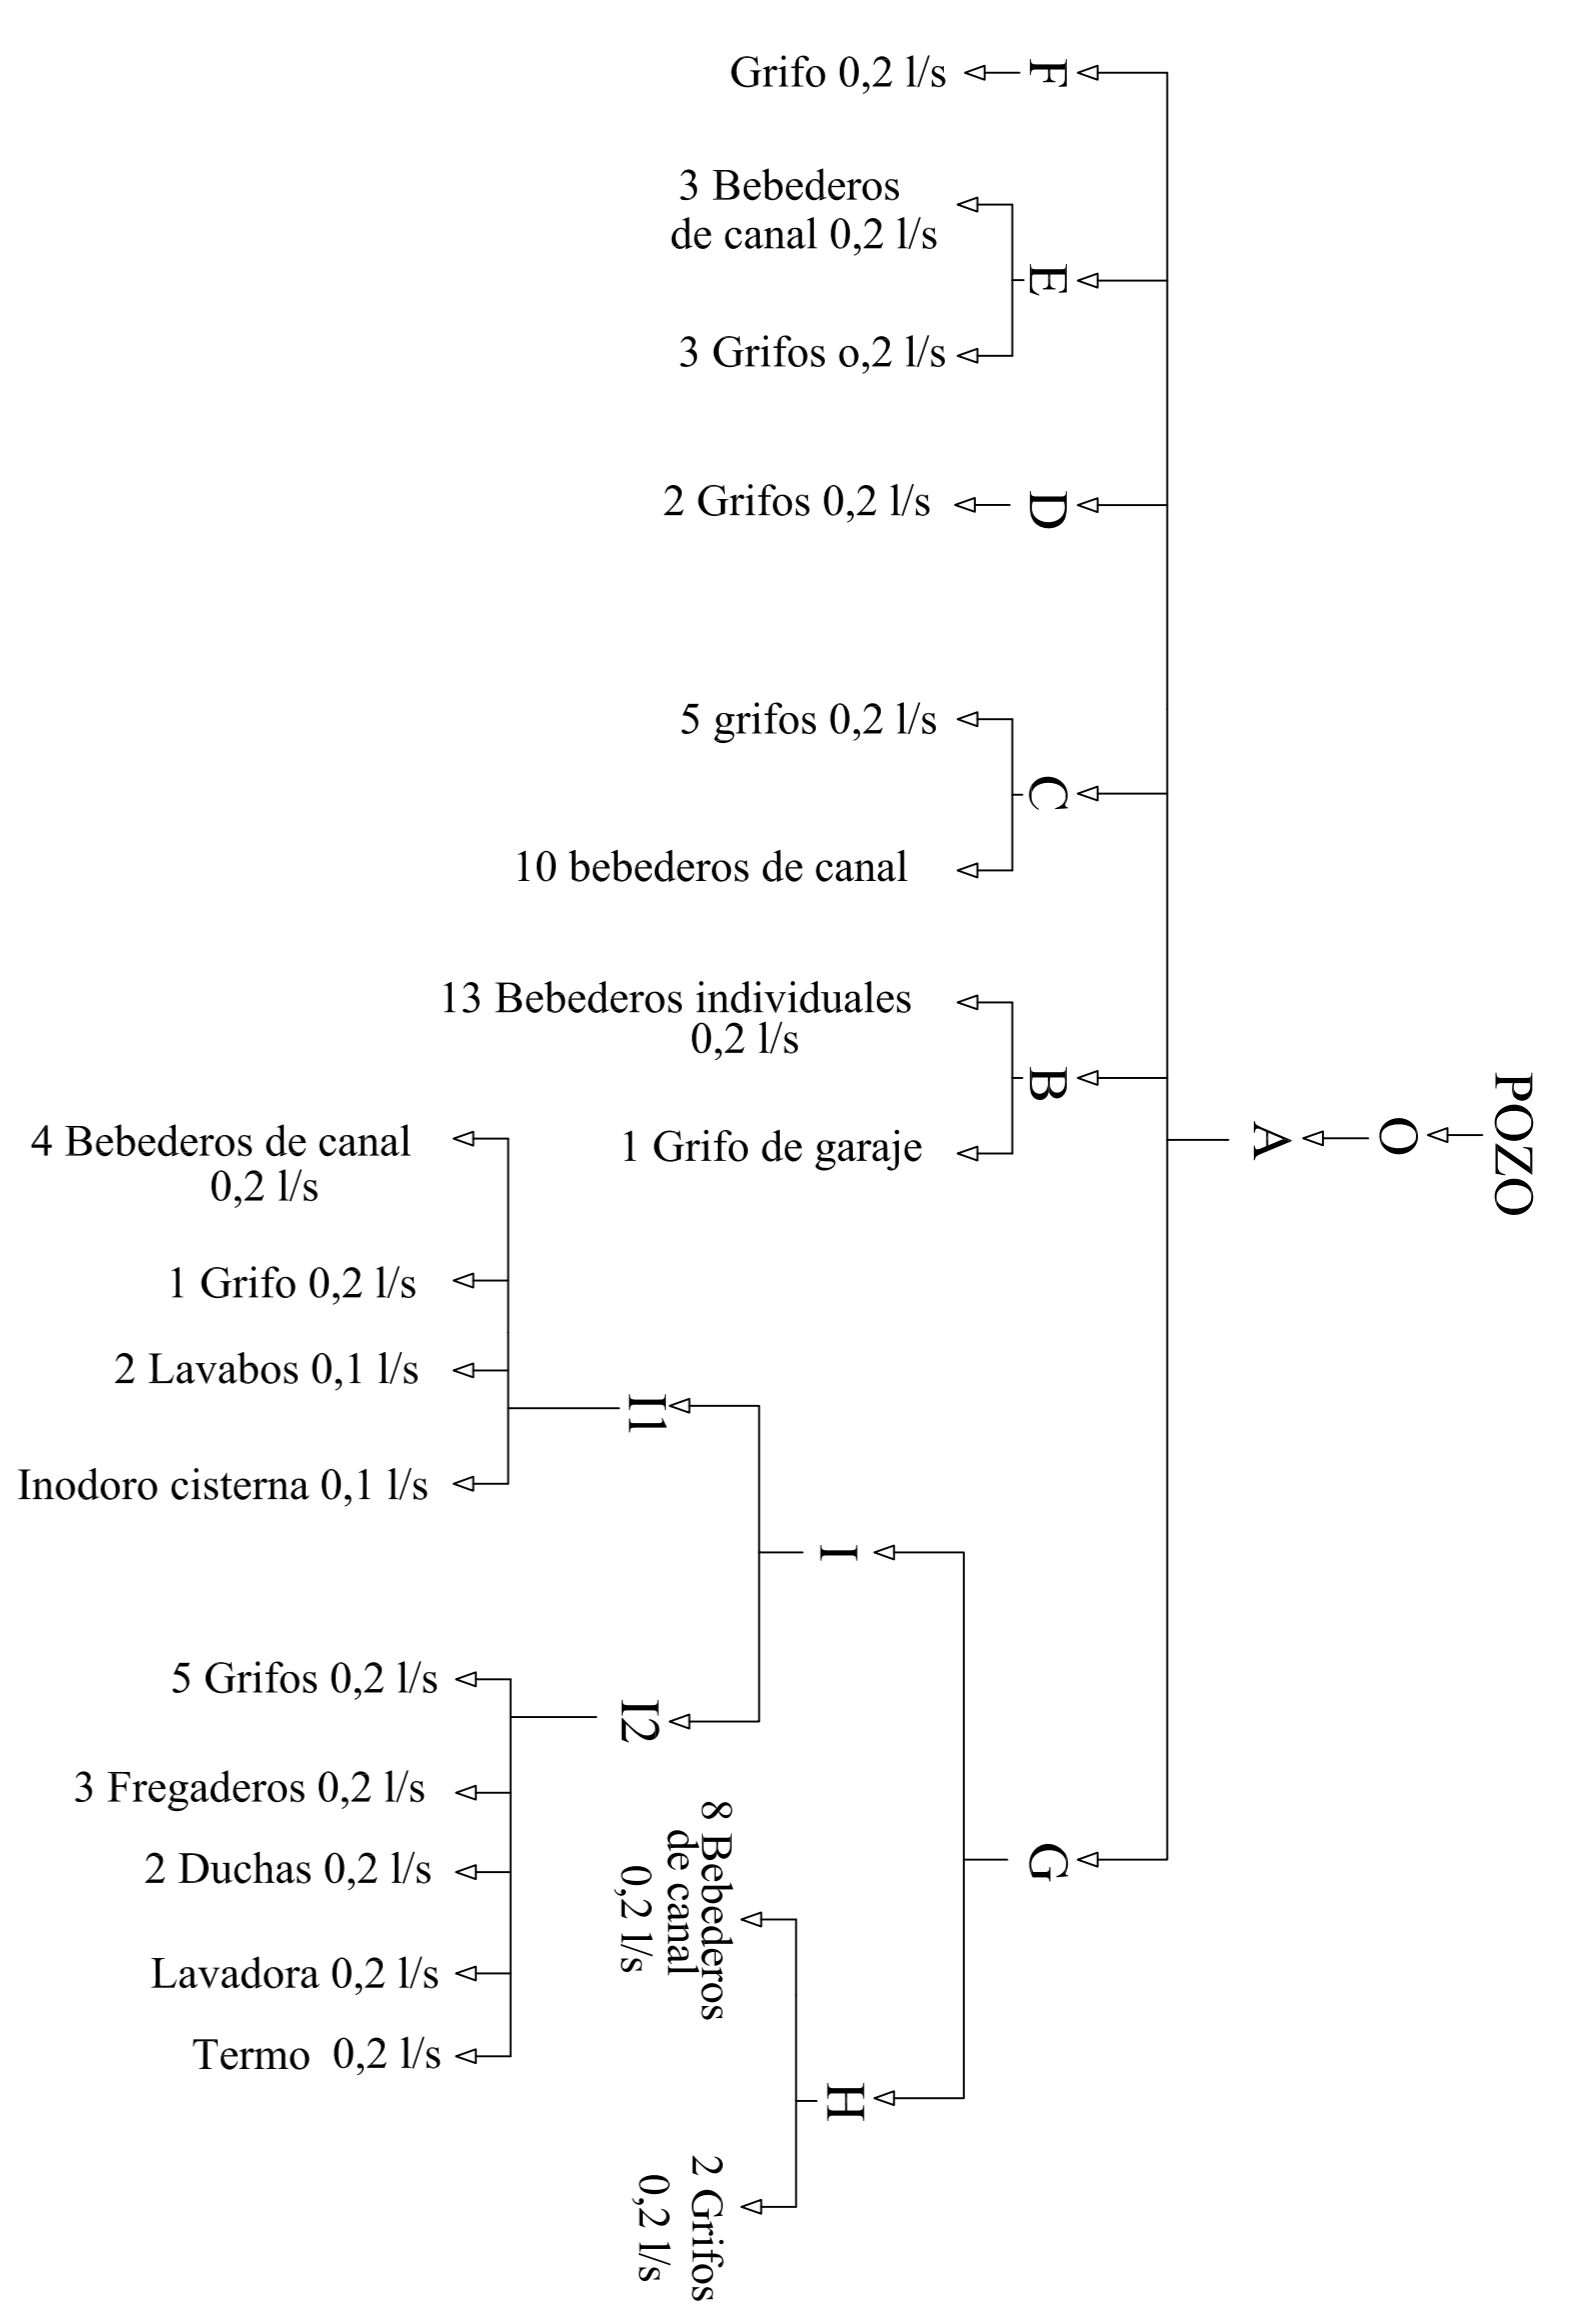 POZO
O
A
F
Grifo 0,2 l/s
E
3 Bebederos
de canal 0,2 l/s
3 Grifos o,2 l/s
D
2 Grifos 0,2 l/s
C
5 grifos 0,2 l/s
10 bebederos de canal
B
13 Bebederos individuales
0,2 l/s
1 Grifo de garaje
G
I
I1
4 Bebederos de canal
0,2 l/s
1 Grifo 0,2 l/s
2 Lavabos 0,1 l/s
Inodoro cisterna 0,1 l/s
I2
5 Grifos 0,2 l/s
3 Fregaderos 0,2 l/s
2 Duchas 0,2 l/s
Lavadora 0,2 l/s
Termo 0,2 l/s
H
8 Bebederos
de canal
0,2 l/s
2 Grifos
0,2 l/s